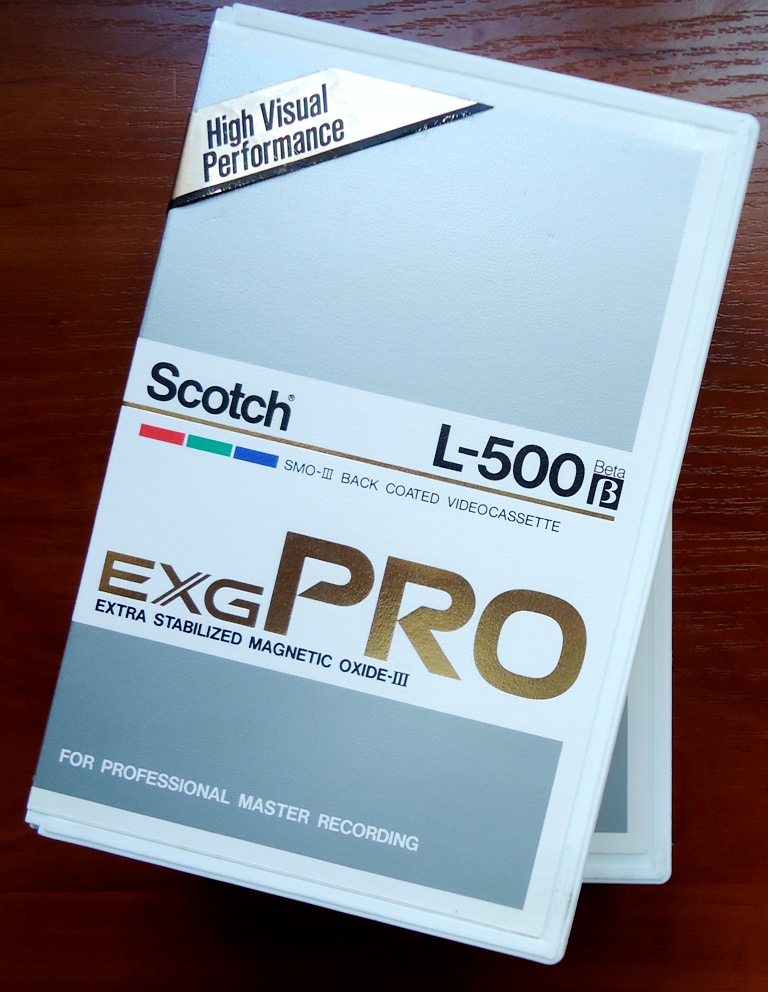 High Visual
Performance
Scotch®
L-500
Beta
β
SMO-III BACK COATED VIDEOCASSETTE
EXG PRO
EXTRA STABILIZED MAGNETIC OXIDE-III
FOR PROFESSIONAL MASTER RECORDING